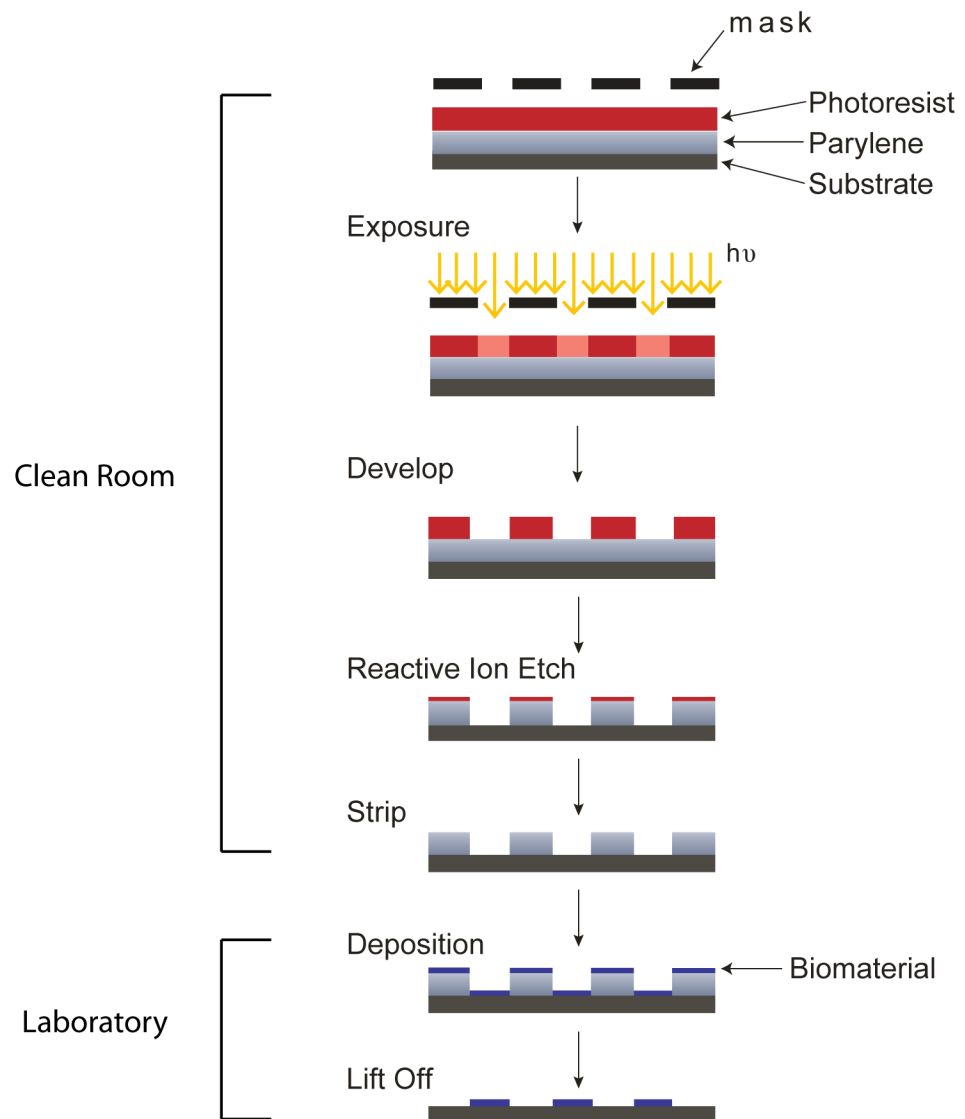 mask
Photoresist
Parylene
Substrate
Exposure
hυ
Clean Room
Develop
Reactive Ion Etch
Strip
Deposition
Biomaterial
Laboratory
Lift Off